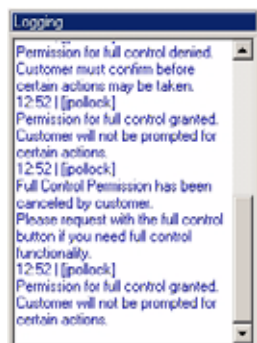 Logging
Permission for full control denied.
Customer must confirm before
certain actions may be taken.
12:52 | [jpollock]
Permission for full control granted.
Customer will not be prompted for
certain actions.
12:52 | [jpollock]
Full Control Permission has been
canceled by customer.
Please request with the full control
button if you need full control
functionality.
12:52 | [jpollock]
Permission for full control granted.
Customer will not be prompted for
certain actions.